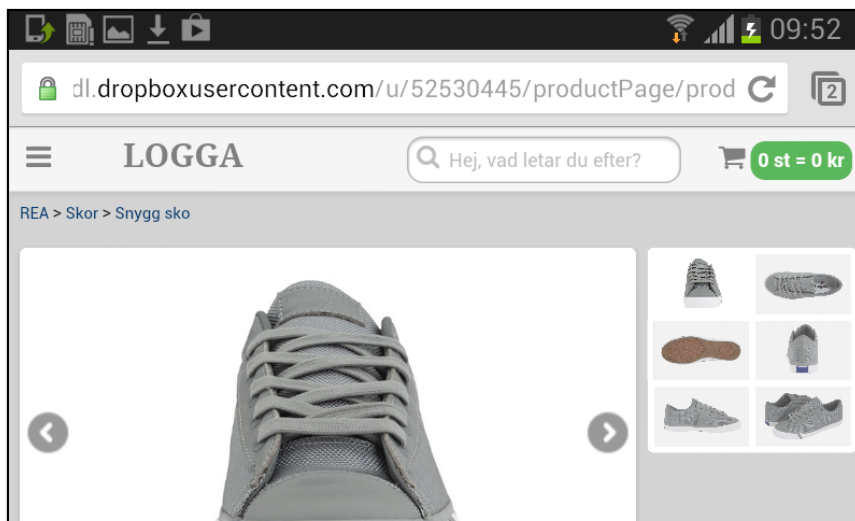 09:52
dl.dropboxusercontent.com/u/52530445/productPage/prod
2
LOGGA
Hej, vad letar du efter?
0 st = 0 kr
REA > Skor > Snygg sko